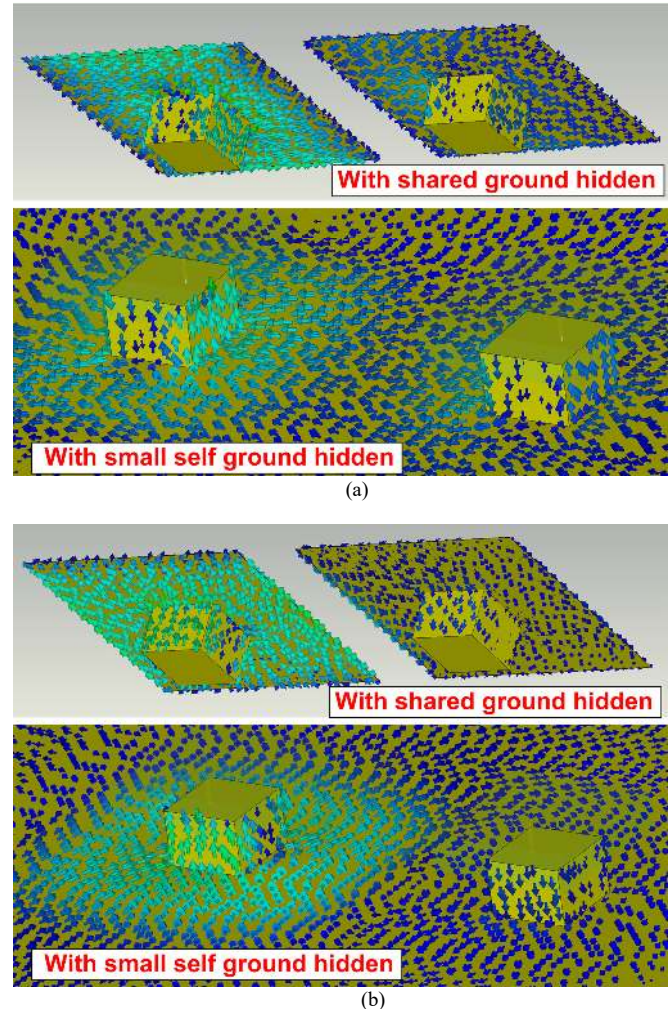 With shared ground hidden
With small self ground hidden
(a)
With shared ground hidden
With small self ground hidden
(b)